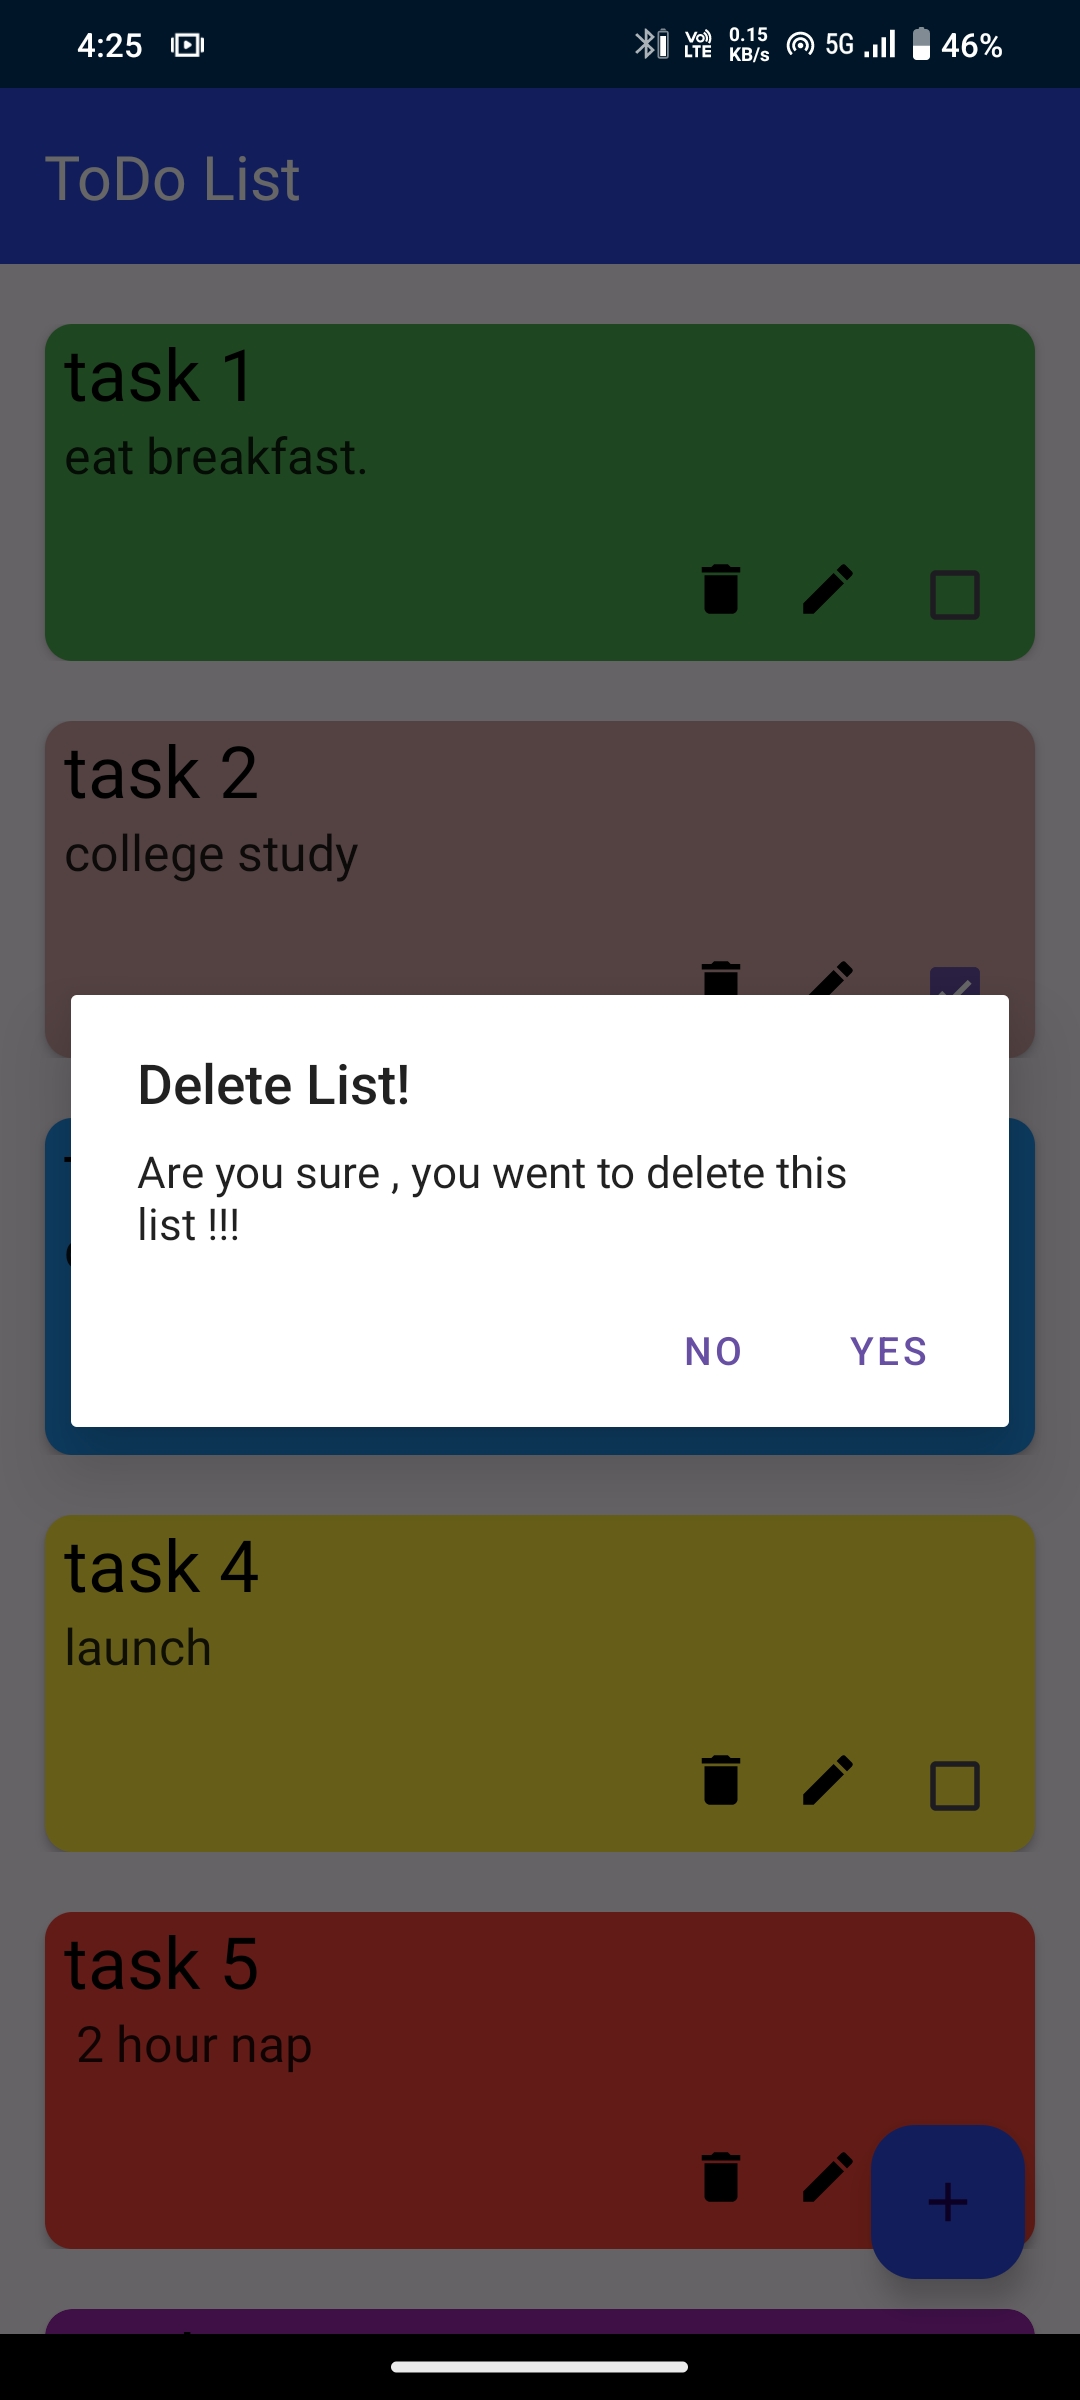 4:25
Vo)) LTE
0.15 KB/s
5G
46%
ToDo List
task 1
eat breakfast.
task 2
college study
Delete List!
Are you sure , you went to delete this
list !!!
NO YES
task 4
launch
task 5
2 hour nap